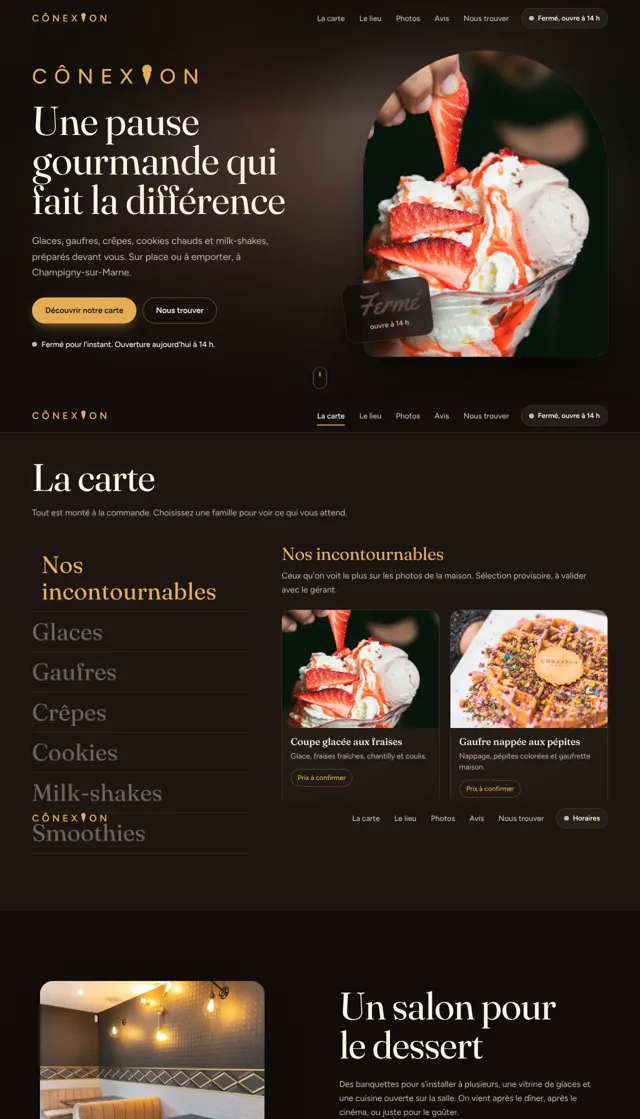 CÔNEXION
La carte Le lieu Photos Avis Nous trouver Fermé, ouvre à 14 h
CÔNEXION
Une pause
gourmande qui
fait la différence
Glaces, gaufres, crêpes, cookies chauds et milk-shakes,
préparés devant vous. Sur place ou à emporter, à
Champigny-sur-Marne.
Découvrir notre carte Nous trouver
Fermé pour l'instant. Ouverture aujourd'hui à 14 h.
Fermé
ouvre à 14 h
CÔNEXION
La carte Le lieu Photos Avis Nous trouver Fermé, ouvre à 14 h
La carte
Tout est monté à la commande. Choisissez une famille pour voir ce qui vous attend.
Nos
incontournables
Glaces
Gaufres
Crêpes
Cookies
Milk-shakes
Smoothies
Nos incontournables
Ceux qu'on voit le plus sur les photos de la maison. Sélection provisoire, à valider
avec le gérant.
CÔNEXION
Coupe glacée aux fraises
Glace, fraises fraîches, chantilly et coulis.
Prix à confirmer
Gaufre nappée aux pépites
Nappage, pépites colorées et gaufrette
maison.
Prix à confirmer
CÔNEXION
La carte Le lieu Photos Avis Nous trouver Horaires
Un salon pour
le dessert
Des banquettes pour s'installer à plusieurs, une vitrine de glaces et
une cuisine ouverte sur la salle. On vient après le dîner, après le
cinéma, ou juste pour le goûter.